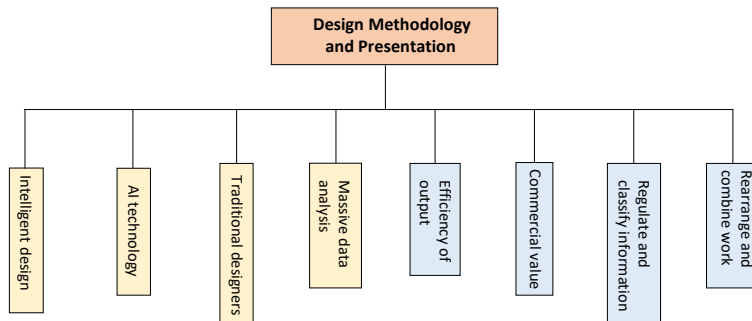 Design Methodology
and Presentation
Intelligent design
AI technology
Traditional designers
Massive data
analysis
Efficiency of
output
Commercial value
Regulate and
classify information
Rearrange and
combine work